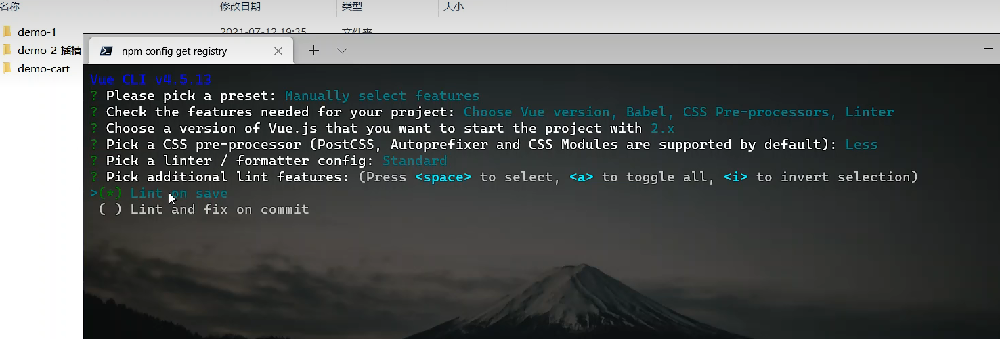 名称 修改日期 类型 大小
demo-1 2021-07-12 19:35 文件夹
demo-2-插槽
demo-cart
npm config get registry
Vue CLI v4.5.13
? Please pick a preset: Manually select features
? Check the features needed for your project: Choose Vue version, Babel, CSS Pre-processors, Linter
? Choose a version of Vue.js that you want to start the project with 2.x
? Pick a CSS pre-processor (PostCSS, Autoprefixer and CSS Modules are supported by default): Less
? Pick a linter / formatter config: Standard
? Pick additional lint features: (Press <space> to select, <a> to toggle all, <i> to invert selection)
>(*) Lint on save
( ) Lint and fix on commit